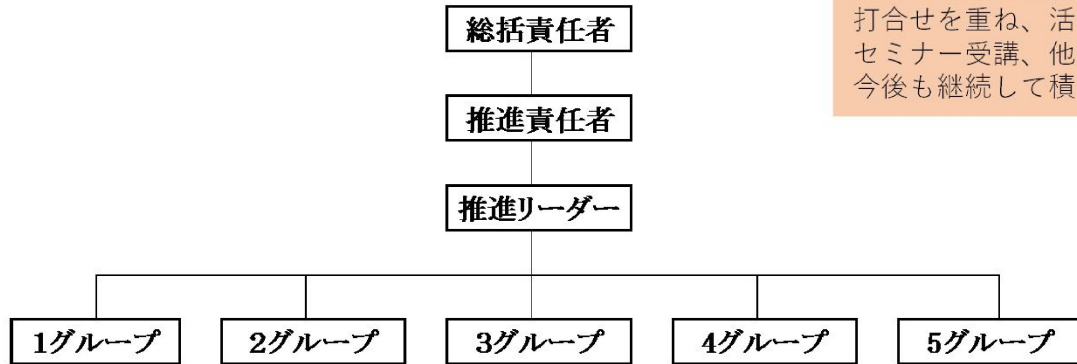 打合せを重ね、活
セミナー受講、他
今後も継続して積
総括責任者
推進責任者
推進リーダー
1グループ
2グループ
3グループ
4グループ
5グループ